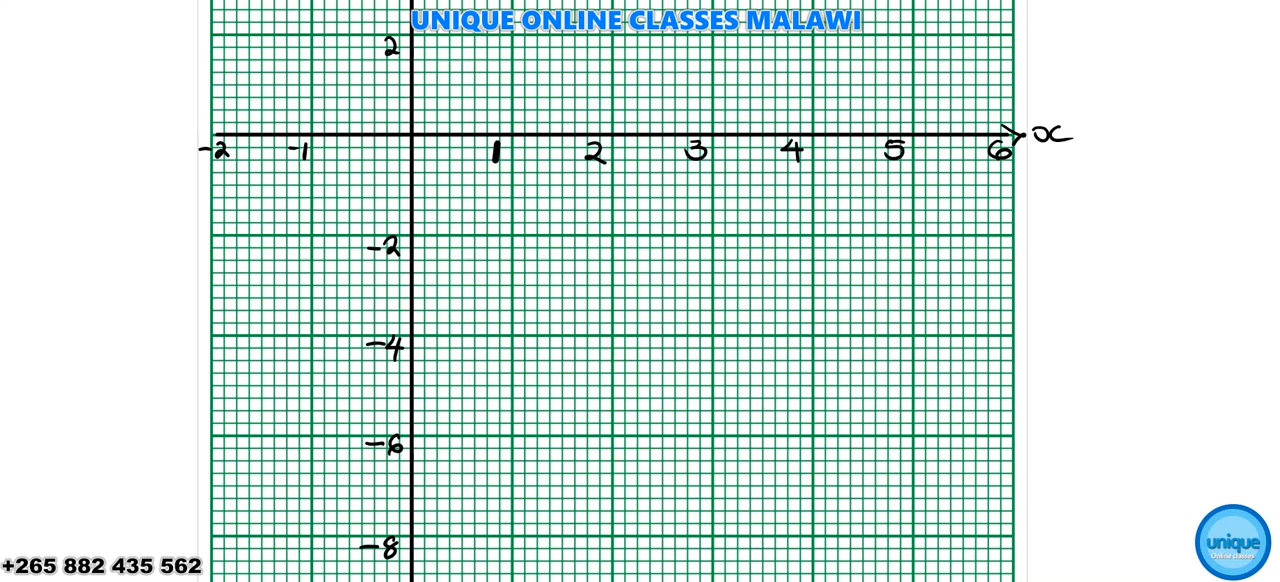 UNIQUE ONLINE CLASSES MALAWI
2
x
-2 -1 1 2 3 4 5 6
-2
-4
-6
-8
+265 882 435 562
unique
Online classes